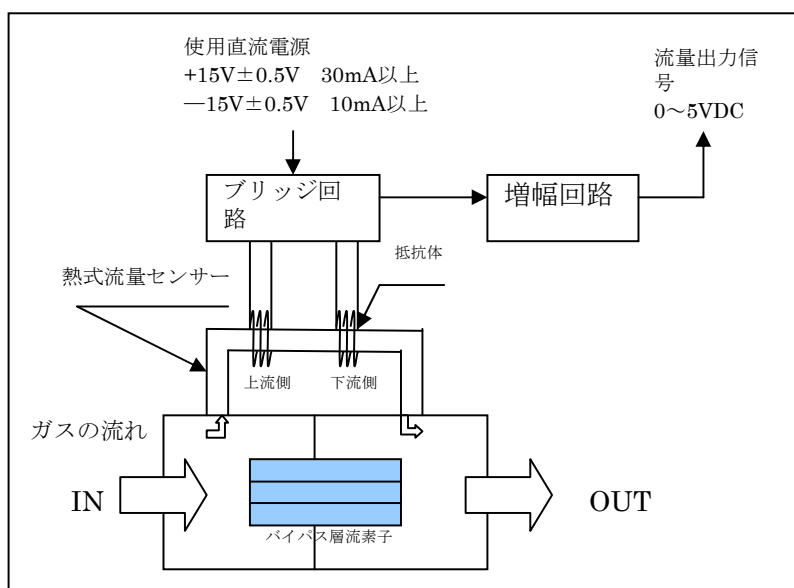 使用直流電源
+15V±0.5V　30mA以上
―15V±0.5V　10mA以上
流量出力信
号
0～5VDC
ブリッジ回
路
増幅回路
抵抗体
熱式流量センサー
上流側
下流側
ガスの流れ
IN
OUT
バイパス層流素子